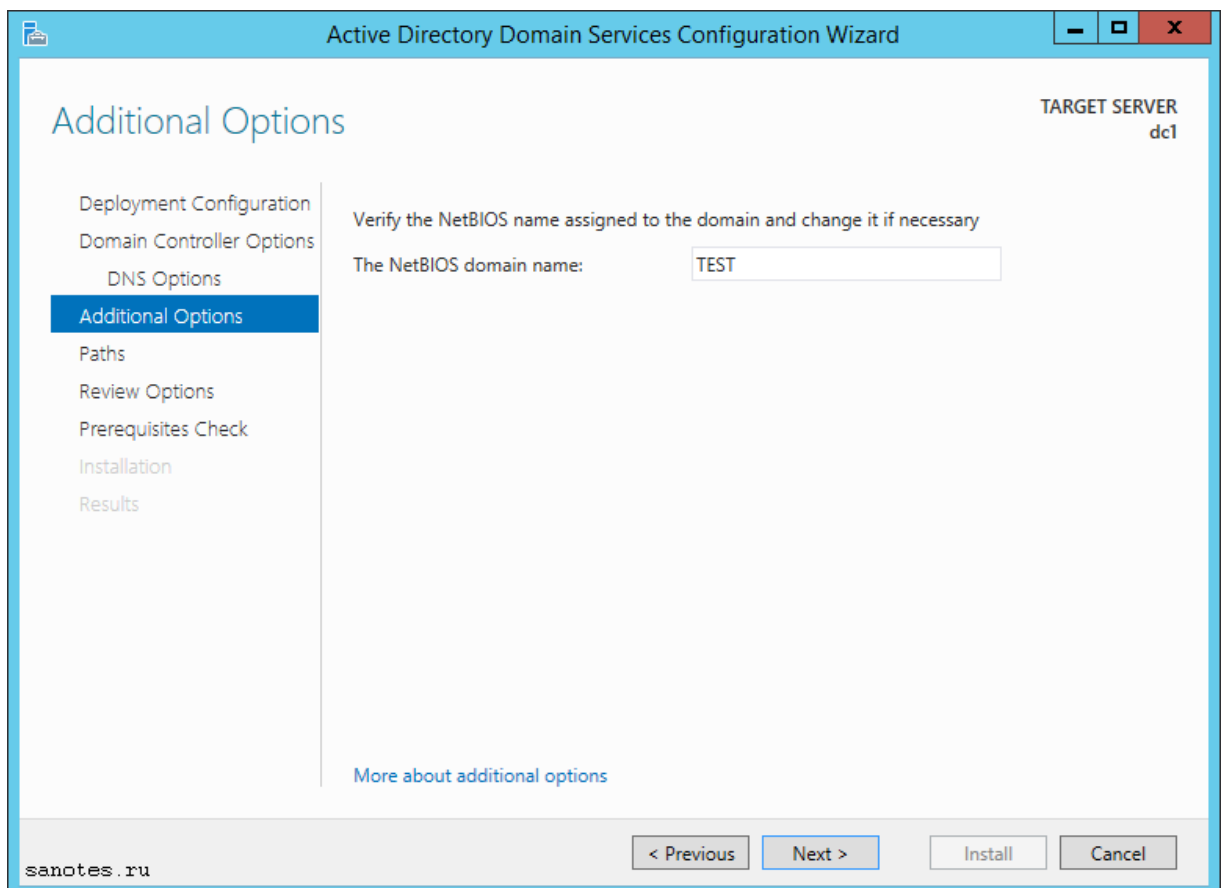 Active Directory Domain Services Configuration Wizard
Additional Options
TARGET SERVER
dc1
Deployment Configuration
Domain Controller Options
DNS Options
Additional Options
Paths
Review Options
Prerequisites Check
Installation
Results
Verify the NetBIOS name assigned to the domain and change it if necessary
The NetBIOS domain name: TEST
More about additional options
< Previous Next > Install Cancel
sanotes.ru